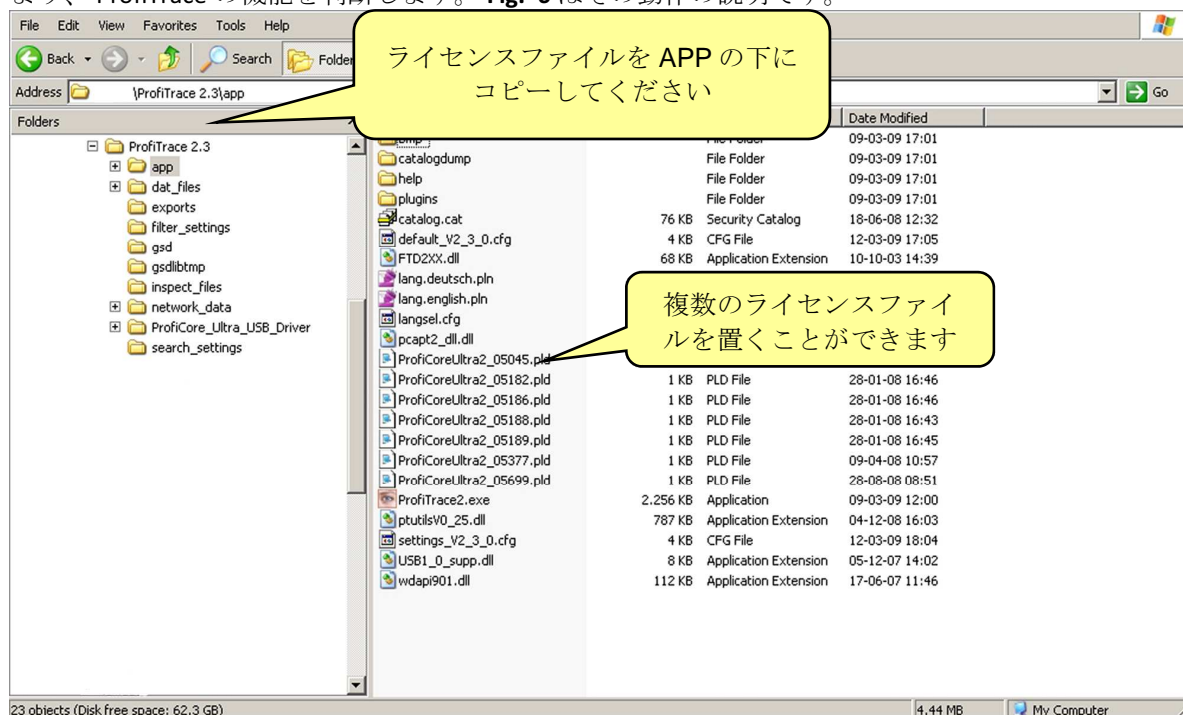 File Edit View Favorites Tools Help
Back Search Folder
Address \ProfiTrace 2.3\app Go
ライセンスファイルを APP の下に
コピーしてください
Folders
Date Modified
ProfiTrace 2.3
app
dat_files
exports
filter_settings
gsd
gsdlibtmp
inspect_files
network_data
ProfiCore_Ultra_USB_Driver
search_settings
09-03-09 17:01
catalogdump File Folder 09-03-09 17:01
help File Folder 09-03-09 17:01
plugins File Folder 09-03-09 17:01
catalog.cat 76 KB Security Catalog 18-06-08 12:32
default_V2_3_0.cfg 4 KB CFG File 12-03-09 17:05
FTD2XX.dll 68 KB Application Extension 10-10-03 14:39
lang.deutsch.pln
lang.english.pln
langsel.cfg
pcapt2_dll.dll
複数のライセンスファイ
ルを置くことができます
ProfiCoreUltra2_05045.pld
ProfiCoreUltra2_05182.pld 1 KB PLD File 28-01-08 16:46
ProfiCoreUltra2_05186.pld 1 KB PLD File 28-01-08 16:46
ProfiCoreUltra2_05188.pld 1 KB PLD File 28-01-08 16:43
ProfiCoreUltra2_05189.pld 1 KB PLD File 28-01-08 16:45
ProfiCoreUltra2_05377.pld 1 KB PLD File 09-04-08 10:57
ProfiCoreUltra2_05699.pld 1 KB PLD File 28-08-08 08:51
ProfiTrace2.exe 2.256 KB Application 09-03-09 12:00
ptutilsV0_25.dll 787 KB Application Extension 04-12-08 16:03
settings_V2_3_0.cfg 4 KB CFG File 12-03-09 18:04
USB1_0_supp.dll 8 KB Application Extension 05-12-07 14:02
wdapi901.dll 112 KB Application Extension 17-06-07 11:46
23 objects (Disk free space: 62.3 GB) 4.44 MB My Computer